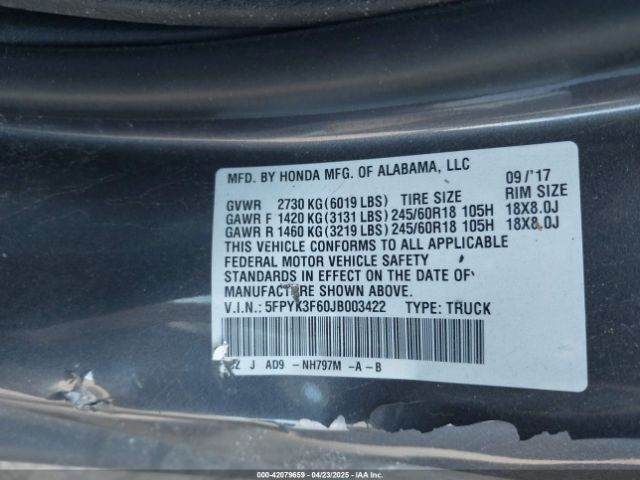 MFD. BY HONDA MFG. OF ALABAMA, LLC 09/'17
GVWR 2730 KG(6019 LBS) TIRE SIZE RIM SIZE
GAWR F 1420 KG(3131 LBS) 245/60R18 105H 18X8.0J
GAWR R 1460 KG(3219 LBS) 245/60R18 105H 18X8.0J
THIS VEHICLE CONFORMS TO ALL APPLICABLE
FEDERAL MOTOR VEHICLE SAFETY
STANDARDS IN EFFECT ON THE DATE OF
MANUFACTURE SHOWN ABOVE.
V.I.N.: 5FPYK3F60JB003422 TYPE: TRUCK
Z J AD9 -NH797M -A-B
000-42079659 - 04/23/2025 - IAA Inc.